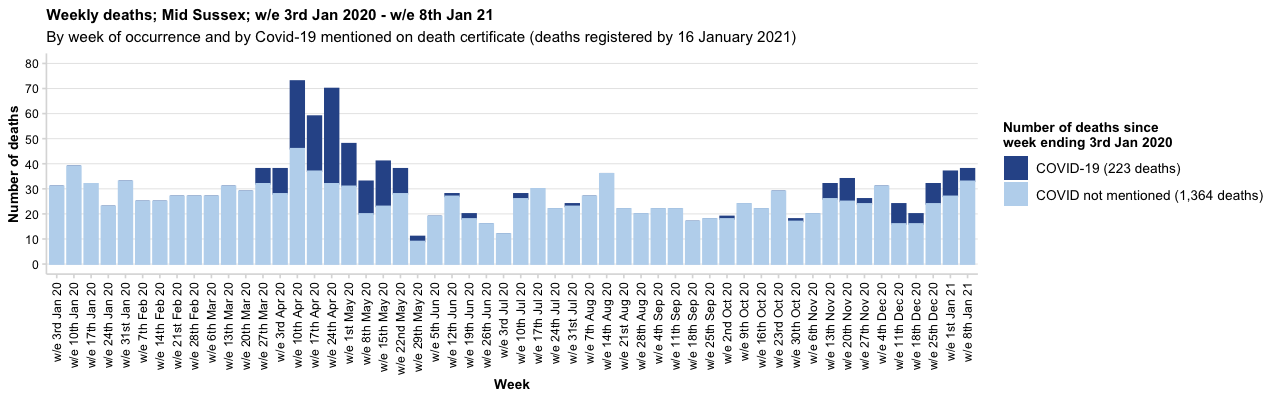 Weekly deaths; Mid Sussex; w/e 3rd Jan 2020 - w/e 8th Jan 21
By week of occurrence and by Covid-19 mentioned on death certificate (deaths registered by 16 January 2021)
Number of deaths
80
70
60
50
40
30
20
10
0
w/e 3rd Jan 20
w/e 10th Jan 20
w/e 17th Jan 20
w/e 24th Jan 20
w/e 31st Jan 20
w/e 7th Feb 20
w/e 14th Feb 20
w/e 21st Feb 20
w/e 28th Feb 20
w/e 6th Mar 20
w/e 13th Mar 20
w/e 20th Mar 20
w/e 27th Mar 20
w/e 3rd Apr 20
w/e 10th Apr 20
w/e 17th Apr 20
w/e 24th Apr 20
w/e 1st May 20
w/e 8th May 20
w/e 15th May 20
w/e 22nd May 20
w/e 29th May 20
w/e 5th Jun 20
w/e 12th Jun 20
w/e 19th Jun 20
w/e 26th Jun 20
w/e 3rd Jul 20
w/e 10th Jul 20
w/e 17th Jul 20
w/e 24th Jul 20
w/e 31st Jul 20
w/e 7th Aug 20
w/e 14th Aug 20
w/e 21st Aug 20
w/e 28th Aug 20
w/e 4th Sep 20
w/e 11th Sep 20
w/e 18th Sep 20
w/e 25th Sep 20
w/e 2nd Oct 20
w/e 9th Oct 20
w/e 16th Oct 20
w/e 23rd Oct 20
w/e 30th Oct 20
w/e 6th Nov 20
w/e 13th Nov 20
w/e 20th Nov 20
w/e 27th Nov 20
w/e 4th Dec 20
w/e 11th Dec 20
w/e 18th Dec 20
w/e 25th Dec 20
w/e 1st Jan 21
w/e 8th Jan 21
Week
Number of deaths since
week ending 3rd Jan 2020
COVID-19 (223 deaths)
COVID not mentioned (1,364 deaths)